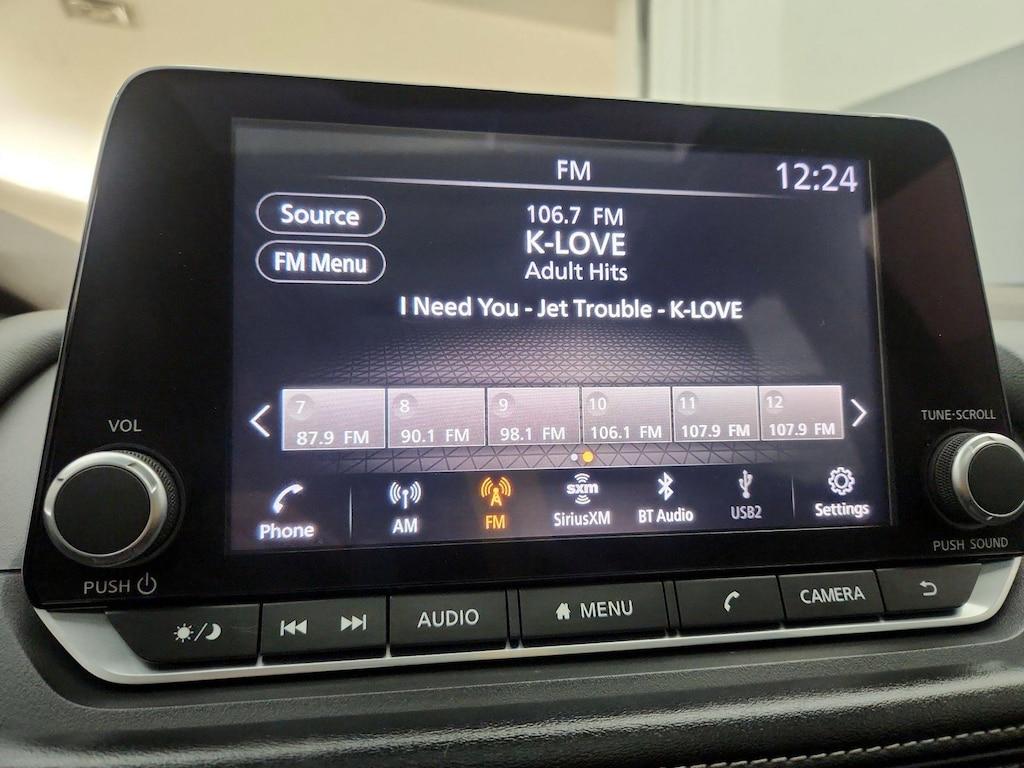 FM
12:24
Source
106.7 FM
K-LOVE
FM Menu
Adult Hits
I Need You - Jet Trouble - K-LOVE
7
8
9
10
11
12
87.9 FM
90.1 FM
98.1 FM
106.1 FM
107.9 FM
107.9 FM
VOL
TUNE·SCROLL
Phone
AM
FM
sxm
SiriusXM
BT Audio
USB2
Settings
PUSH
PUSH SOUND
AUDIO
MENU
CAMERA